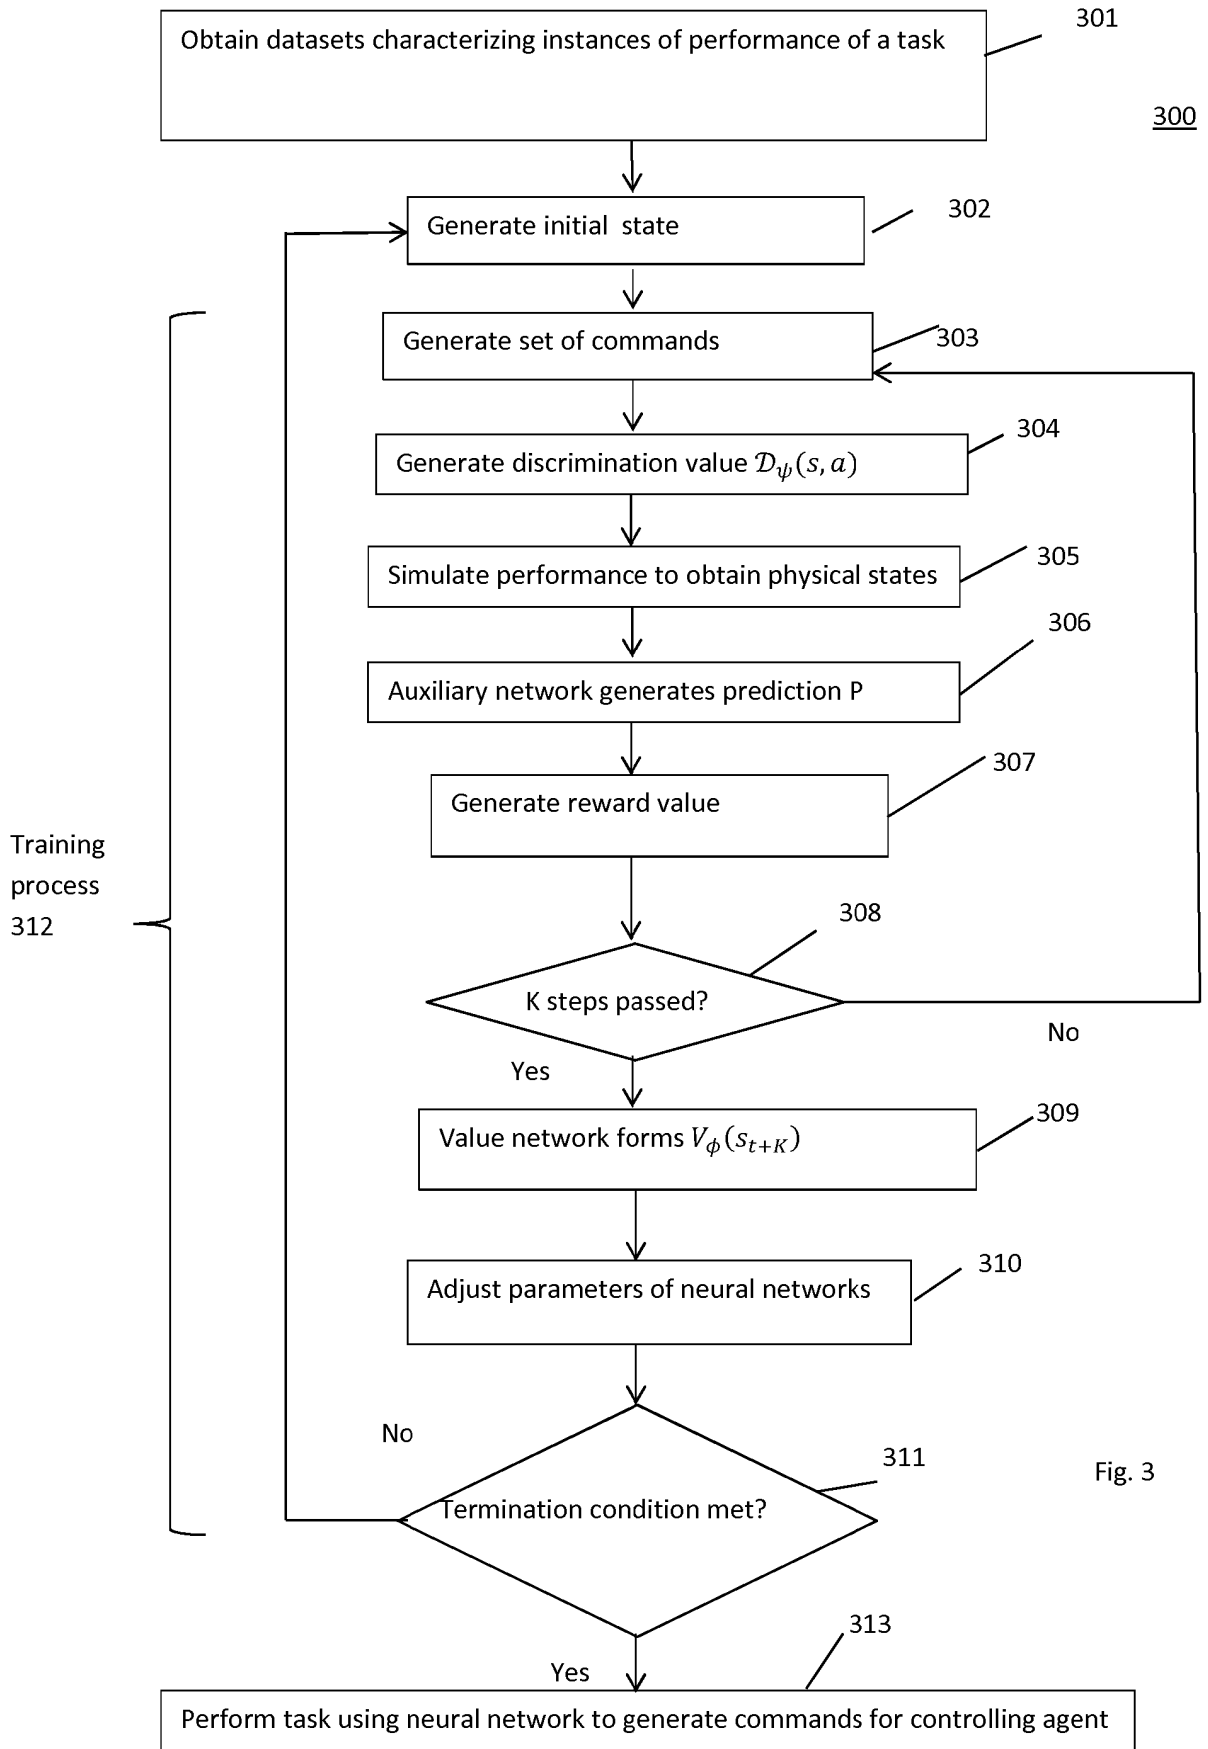 Obtain datasets characterizing instances of performance of a task
301
300
Generate initial state
302
Generate set of commands
303
Generate discrimination value 𝒟_ψ(s, a)
304
Simulate performance to obtain physical states
305
Auxiliary network generates prediction P
306
Generate reward value
307
Training
process
312
K steps passed?
308
No
Yes
Value network forms V_ϕ(s_{t+K})
309
Adjust parameters of neural networks
310
No
Termination condition met?
311
Fig. 3
Yes
313
Perform task using neural network to generate commands for controlling agent